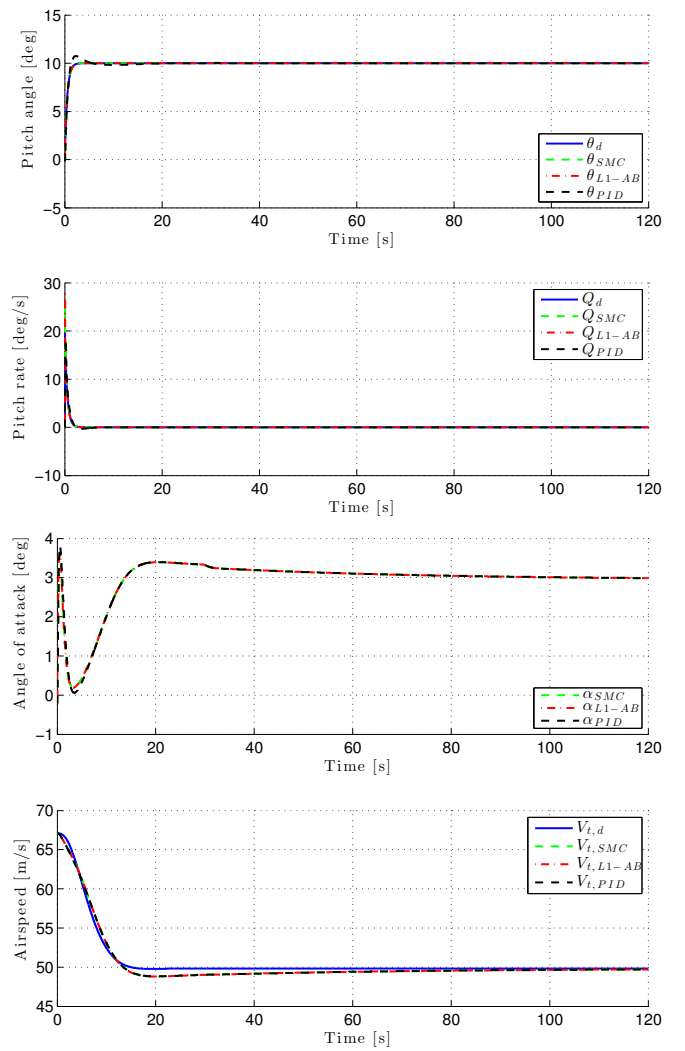 Pitch angle [deg]
15
10
5
0
−5
0 20 40 60 80 100 120
Time [s]
θd
θSMC
θL1−AB
θPID
Pitch rate [deg/s]
30
20
10
0
−10
0 20 40 60 80 100 120
Time [s]
Qd
QSMC
QL1−AB
QPID
Angle of attack [deg]
4
3
2
1
0
−1
0 20 40 60 80 100 120
Time [s]
αSMC
αL1−AB
αPID
Airspeed [m/s]
70
65
60
55
50
45
0 20 40 60 80 100 120
Time [s]
Vt,d
Vt,SMC
Vt,L1−AB
Vt,PID